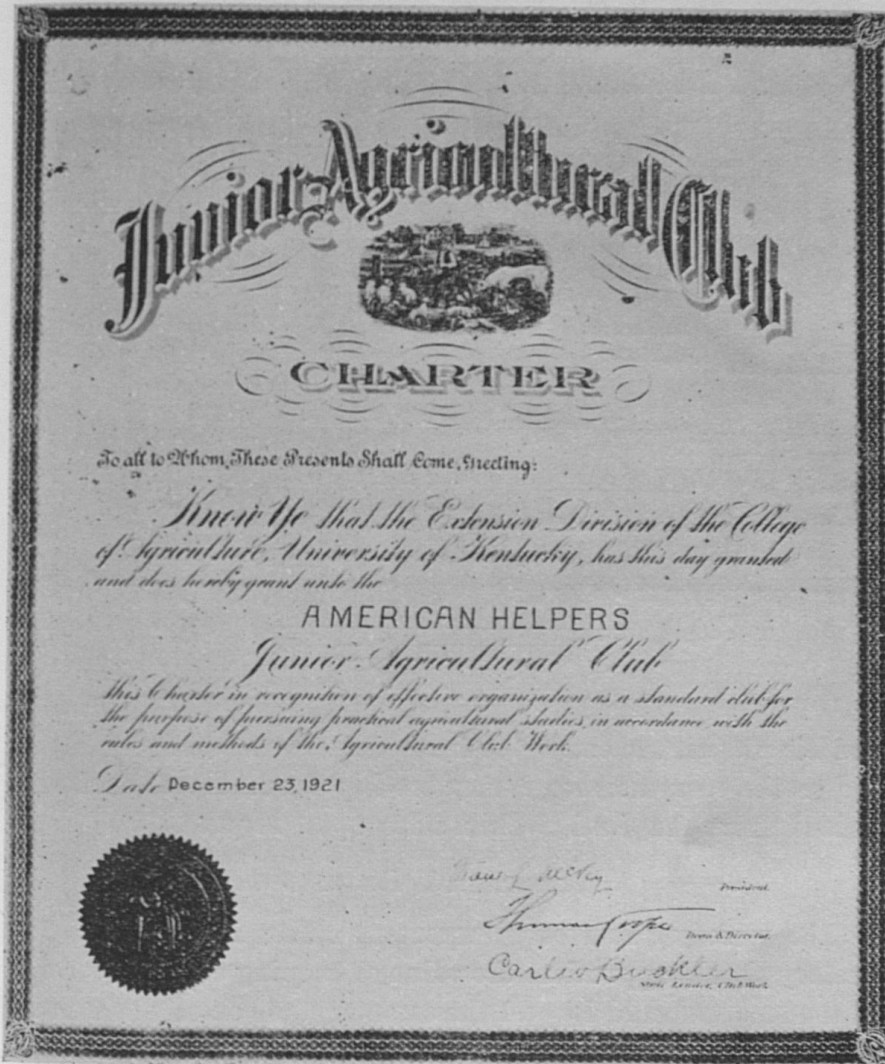 Junior Agricultural Club
CHARTER
To all to Whom These Presents Shall Come, Greeting:
Know Ye that the Extension Division of the College
of Agriculture, University of Kentucky, has this day granted
and does hereby grant unto the
AMERICAN HELPERS
Junior Agricultural Club
this Charter in recognition of effective organization as a standard club for
the purpose of pursuing practical agricultural studies, in accordance with the
rules and methods of the Agricultural Club Work.
Date December 23, 1921
President.
Thomas Cooper
Dean & Director.
Buckler
State Leader, Club Work